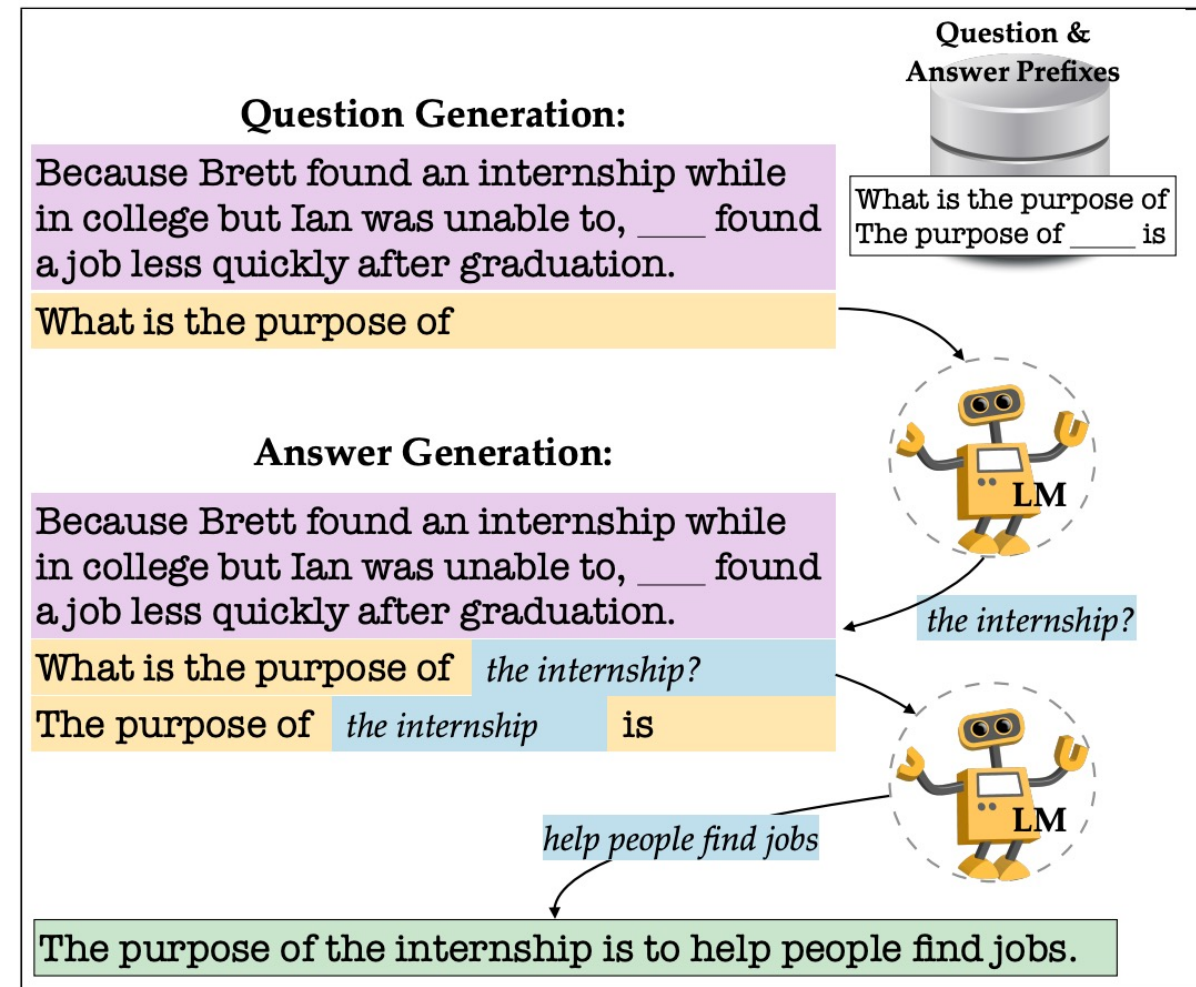 Question &
Answer Prefixes
What is the purpose of
The purpose of _____ is
Question Generation:
Because Brett found an internship while
in college but Ian was unable to, ____ found
a job less quickly after graduation.
What is the purpose of
LM
the internship?
Answer Generation:
Because Brett found an internship while
in college but Ian was unable to, ____ found
a job less quickly after graduation.
What is the purpose of the internship?
The purpose of the internship is
LM
help people find jobs
The purpose of the internship is to help people find jobs.